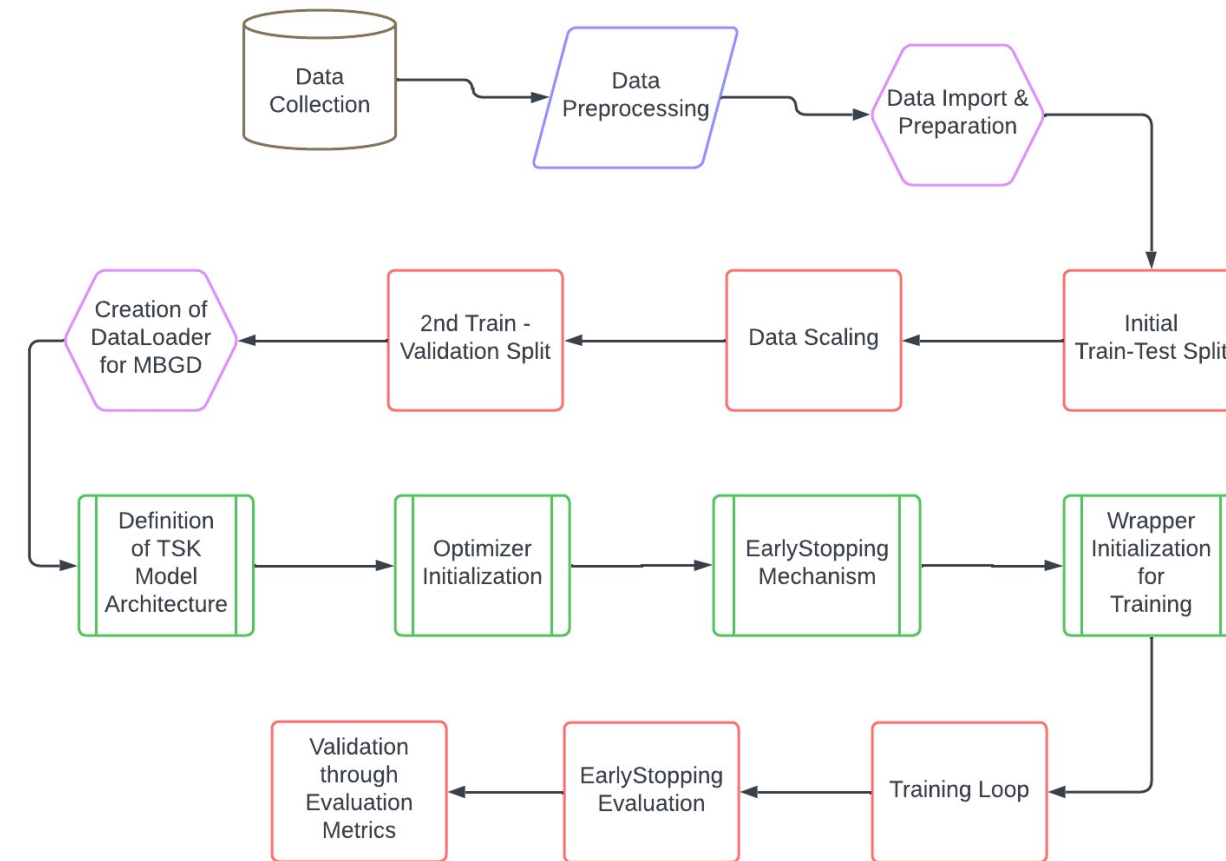 Data
Collection
Data
Preprocessing
Data Import &
Preparation
Initial
Train-Test Split
Data Scaling
2nd Train -
Validation Split
Creation of
DataLoader
for MBGD
Definition
of TSK
Model
Architecture
Optimizer
Initialization
EarlyStopping
Mechanism
Wrapper
Initialization
for
Training
Training Loop
EarlyStopping
Evaluation
Validation
through
Evaluation
Metrics